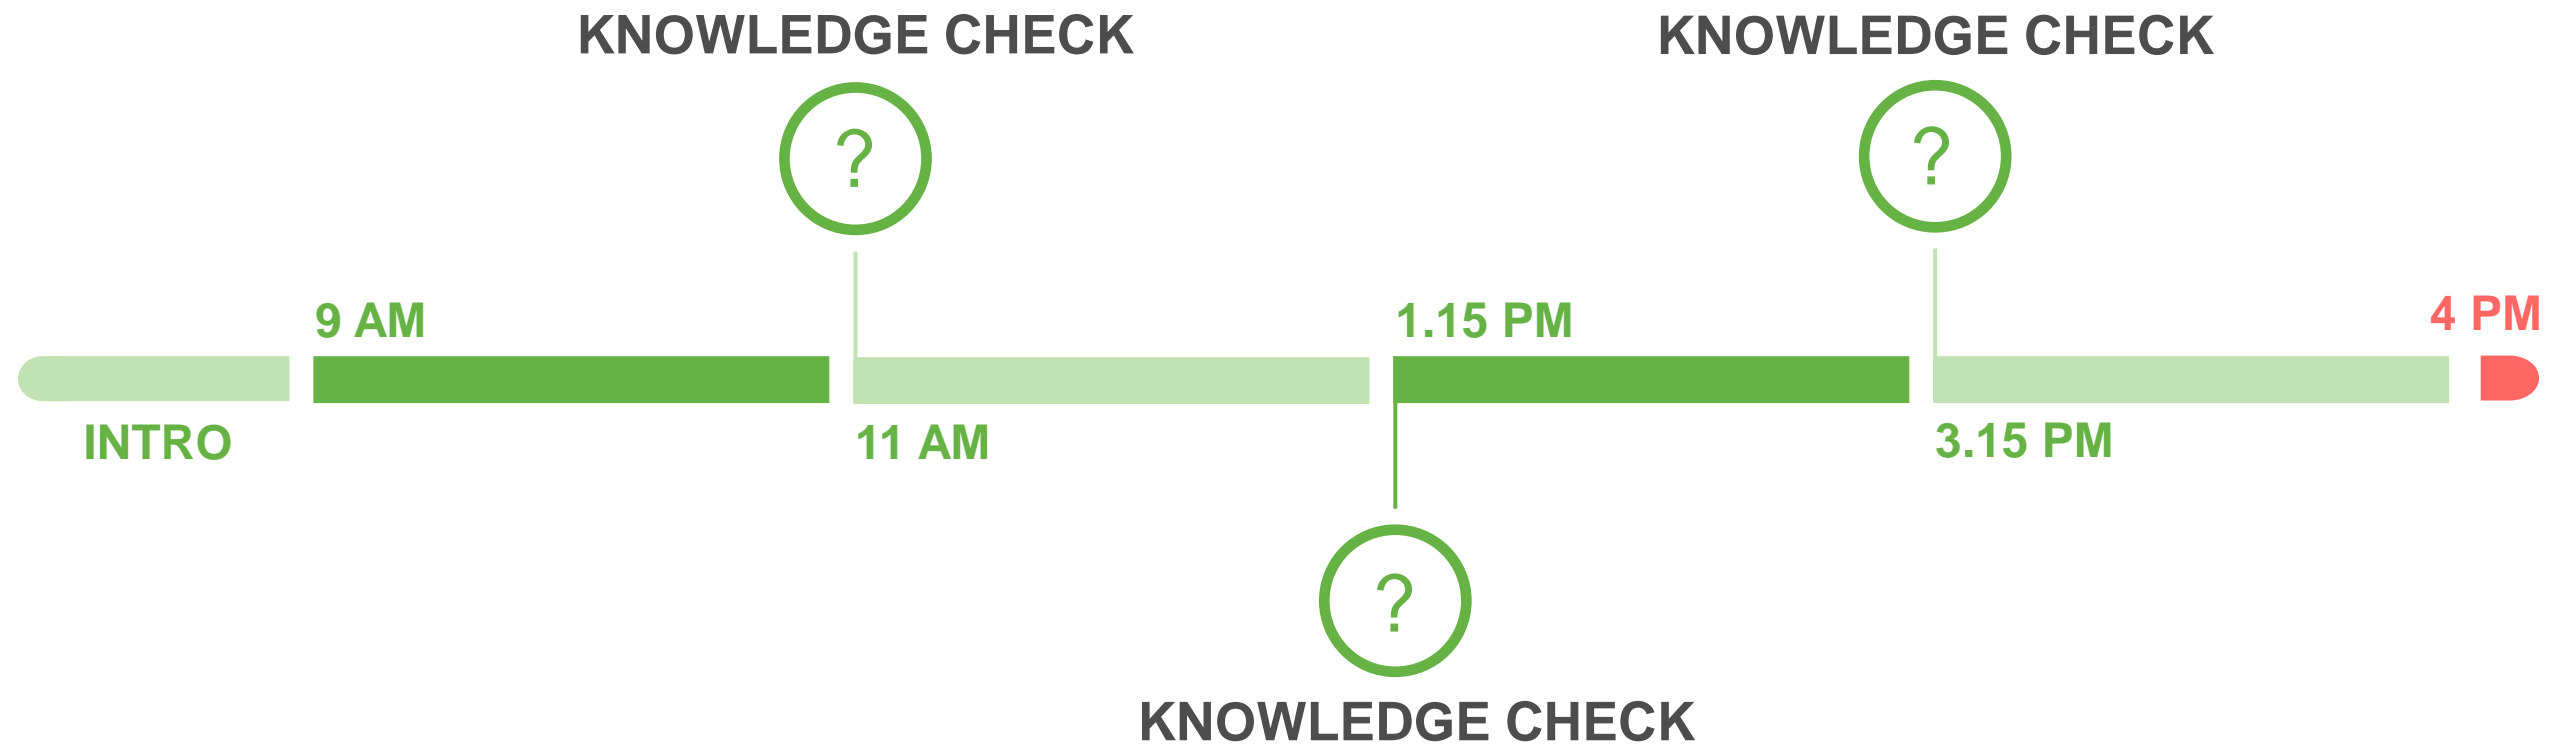 KNOWLEDGE CHECK
KNOWLEDGE CHECK
?
?
9 AM
1.15 PM
4 PM
INTRO
11 AM
3.15 PM
?
KNOWLEDGE CHECK